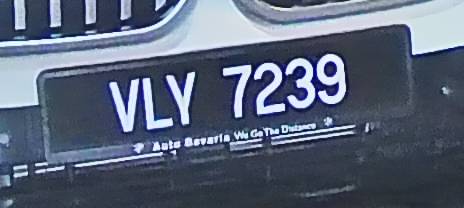 VLY 7239
* Auto Bavaria We Go The Distance *